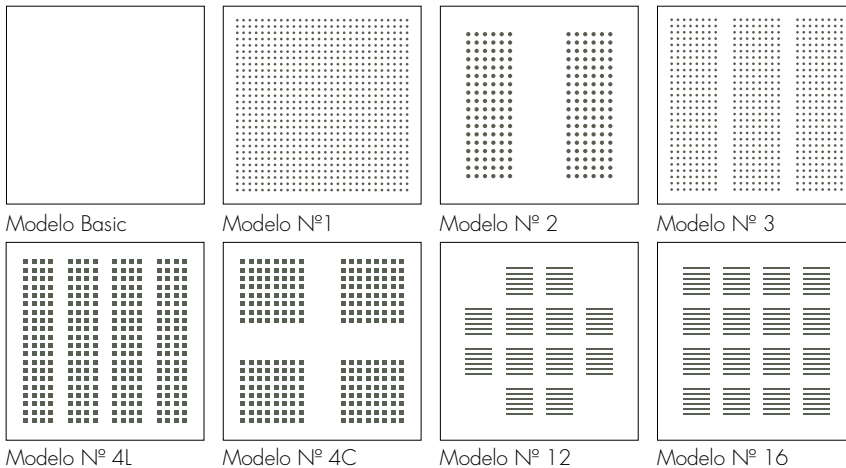 Modelo Basic
Modelo Nº1
Modelo Nº 2
Modelo Nº 3
Modelo Nº 4L
Modelo Nº 4C
Modelo Nº 12
Modelo Nº 16